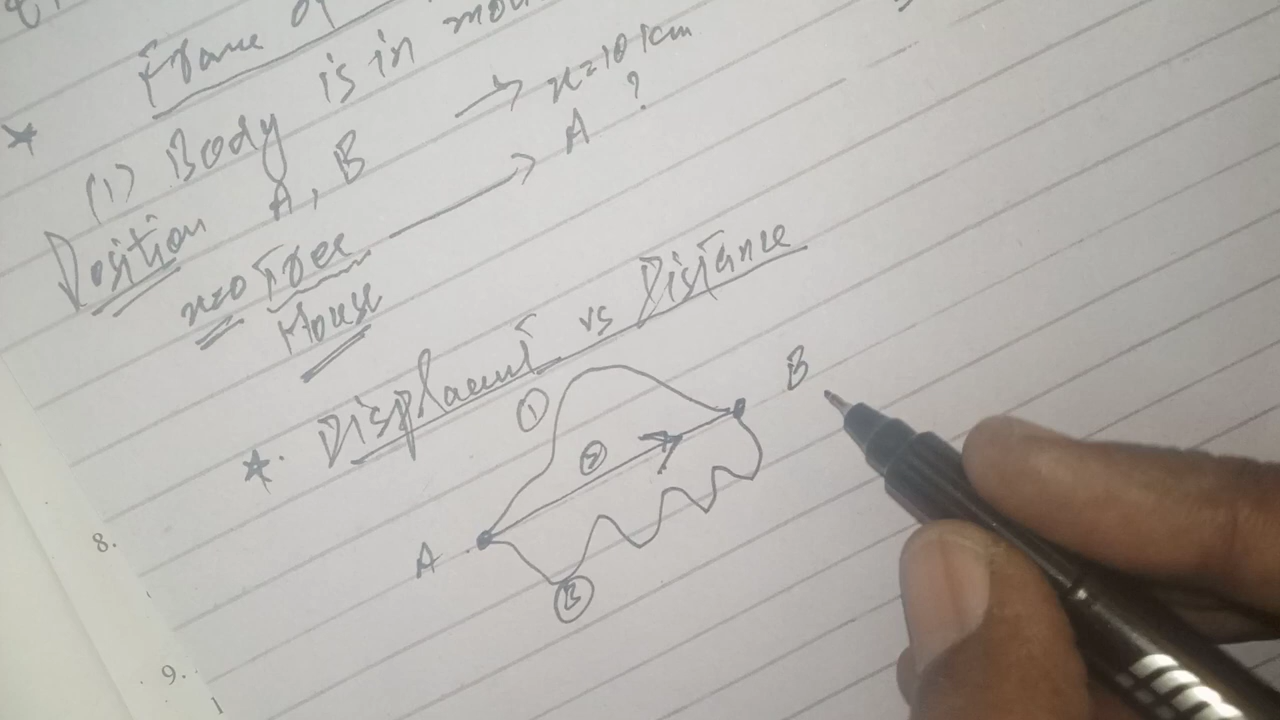 Frame of
* (1) Body is in
Position A, B → x=10 km
x=0 Tree → A ?
House
*. Displacement vs Distance
1
B
2
A
3
8.
9.